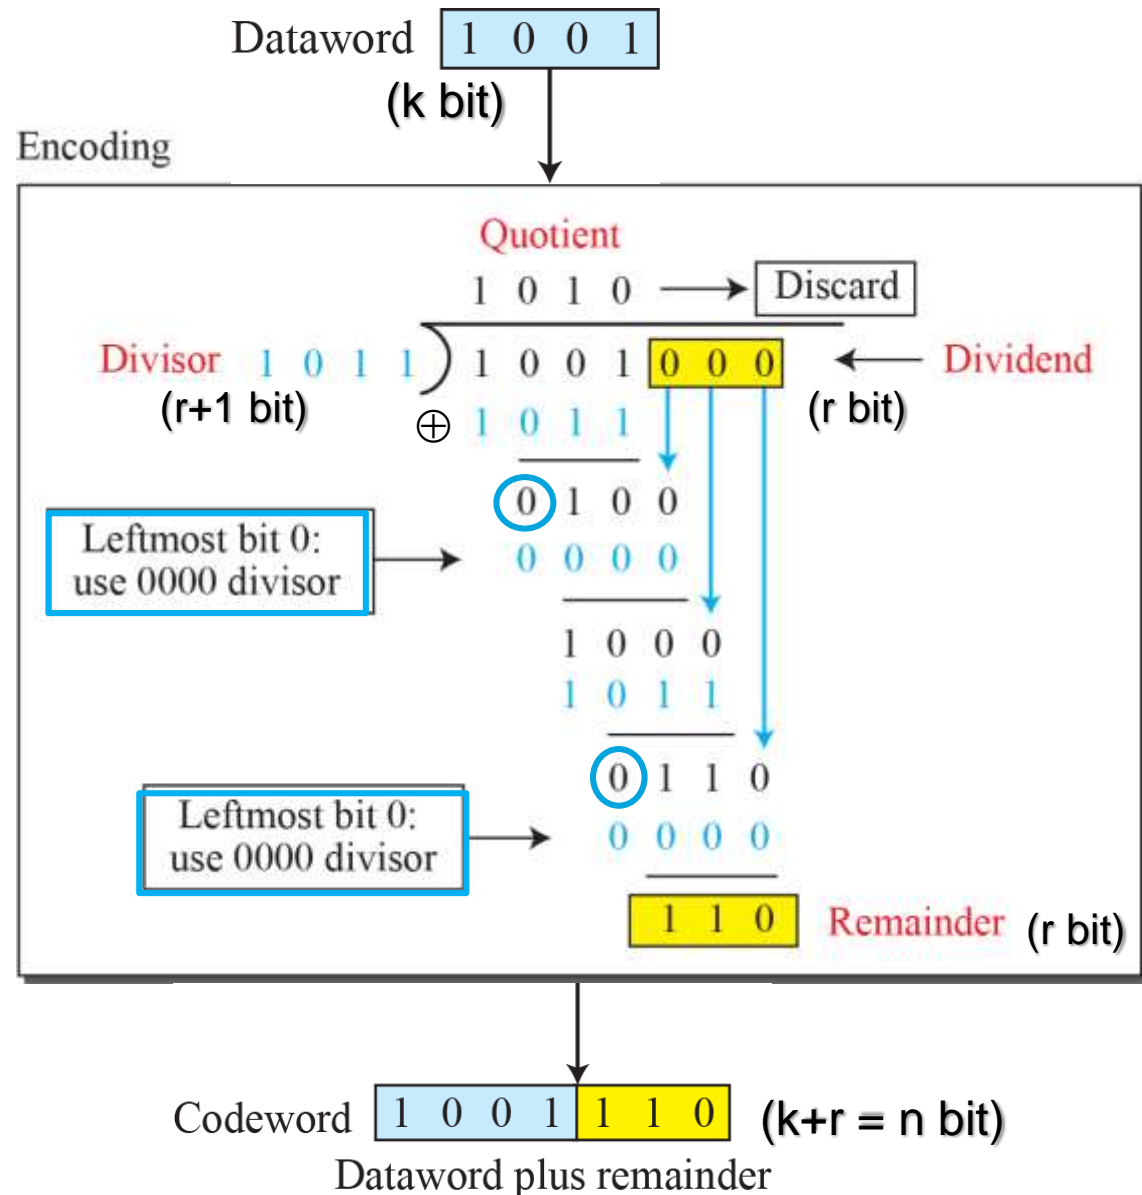 Dataword 1 0 0 1
(k bit)
Encoding
Quotient
1 0 1 0 Discard
Divisor 1 0 1 1 1 0 0 1 0 0 0 Dividend
(r+1 bit) (r bit)
⊕ 1 0 1 1
0 1 0 0
Leftmost bit 0:
use 0000 divisor
0 0 0 0
1 0 0 0
1 0 1 1
0 1 1 0
Leftmost bit 0:
use 0000 divisor
0 0 0 0
1 1 0 Remainder (r bit)
Codeword 1 0 0 1 1 1 0 (k+r = n bit)
Dataword plus remainder